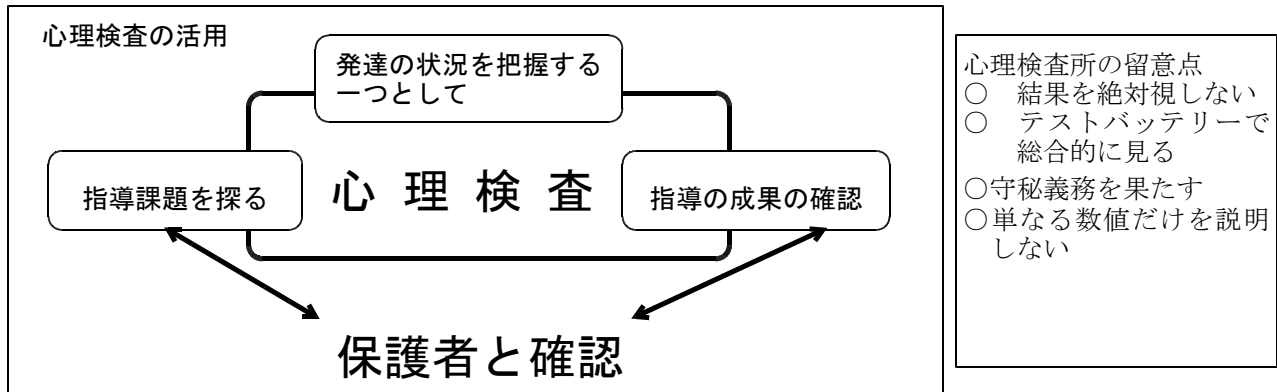 心理検査の活用
発達の状況を把握する
一つとして
指導課題を探る
心理検査
指導の成果の確認
保護者と確認
心理検査所の留意点
○ 結果を絶対視しない
○ テストバッテリーで
総合的に見る
○守秘義務を果たす
○単なる数値だけを説明
しない